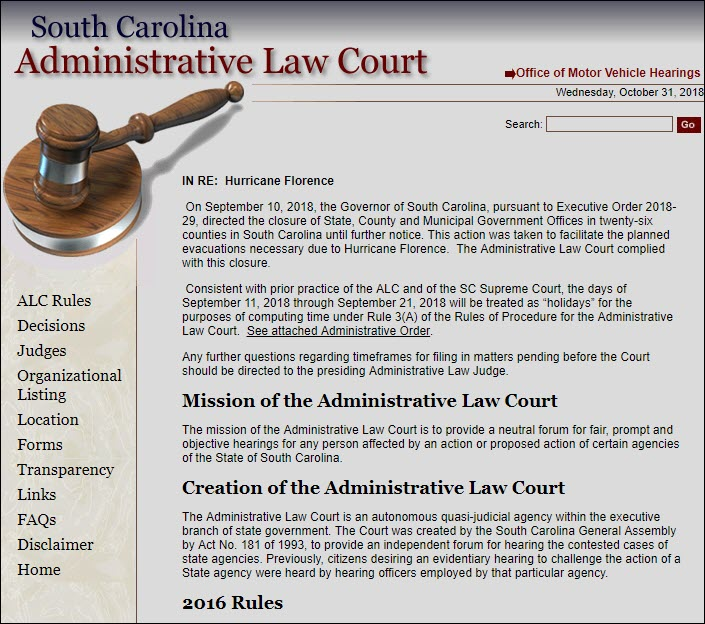 South Carolina
Administrative Law Court
Office of Motor Vehicle Hearings
Wednesday, October 31, 2018
Search:
Go
ALC Rules
Decisions
Judges
Organizational
Listing
Location
Forms
Transparency
Links
FAQs
Disclaimer
Home
IN RE:  Hurricane Florence
On September 10, 2018, the Governor of South Carolina, pursuant to Executive Order 2018-
29, directed the closure of State, County and Municipal Government Offices in twenty-six
counties in South Carolina until further notice. This action was taken to facilitate the planned
evacuations necessary due to Hurricane Florence.  The Administrative Law Court complied
with this closure.
Consistent with prior practice of the ALC and of the SC Supreme Court, the days of
September 11, 2018 through September 21, 2018 will be treated as “holidays” for the
purposes of computing time under Rule 3(A) of the Rules of Procedure for the Administrative
Law Court.  See attached Administrative Order.
Any further questions regarding timeframes for filing in matters pending before the Court
should be directed to the presiding Administrative Law Judge.
Mission of the Administrative Law Court
The mission of the Administrative Law Court is to provide a neutral forum for fair, prompt and
objective hearings for any person affected by an action or proposed action of certain agencies
of the State of South Carolina.
Creation of the Administrative Law Court
The Administrative Law Court is an autonomous quasi-judicial agency within the executive
branch of state government. The Court was created by the South Carolina General Assembly
by Act No. 181 of 1993, to provide an independent forum for hearing the contested cases of
state agencies. Previously, citizens desiring an evidentiary hearing to challenge the action of a
State agency were heard by hearing officers employed by that particular agency.
2016 Rules